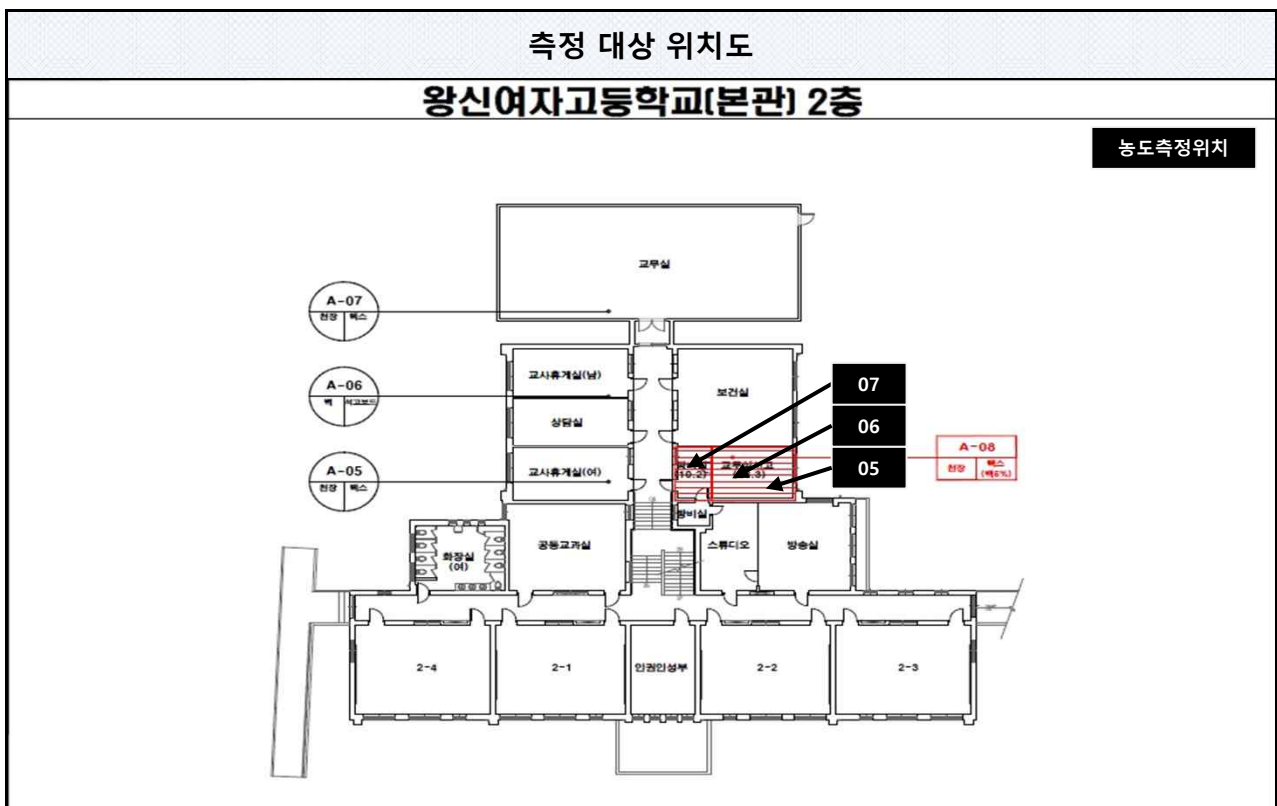 측정 대상 위치도
왕신여자고등학교(본관) 2층
농도측정위치
교무실
A-07
천장 텍스
교사휴게실(남)
A-06
벽 석고보드
상담실
보건실
07
06
05
A-08
천장 텍스
(백6%)
A-05
천장 텍스
교사휴게실(여)
(10.2)
.3)
방비실
화장실
(여)
공동교과실
스튜디오
방송실
2-4
2-1
인권인성부
2-2
2-3